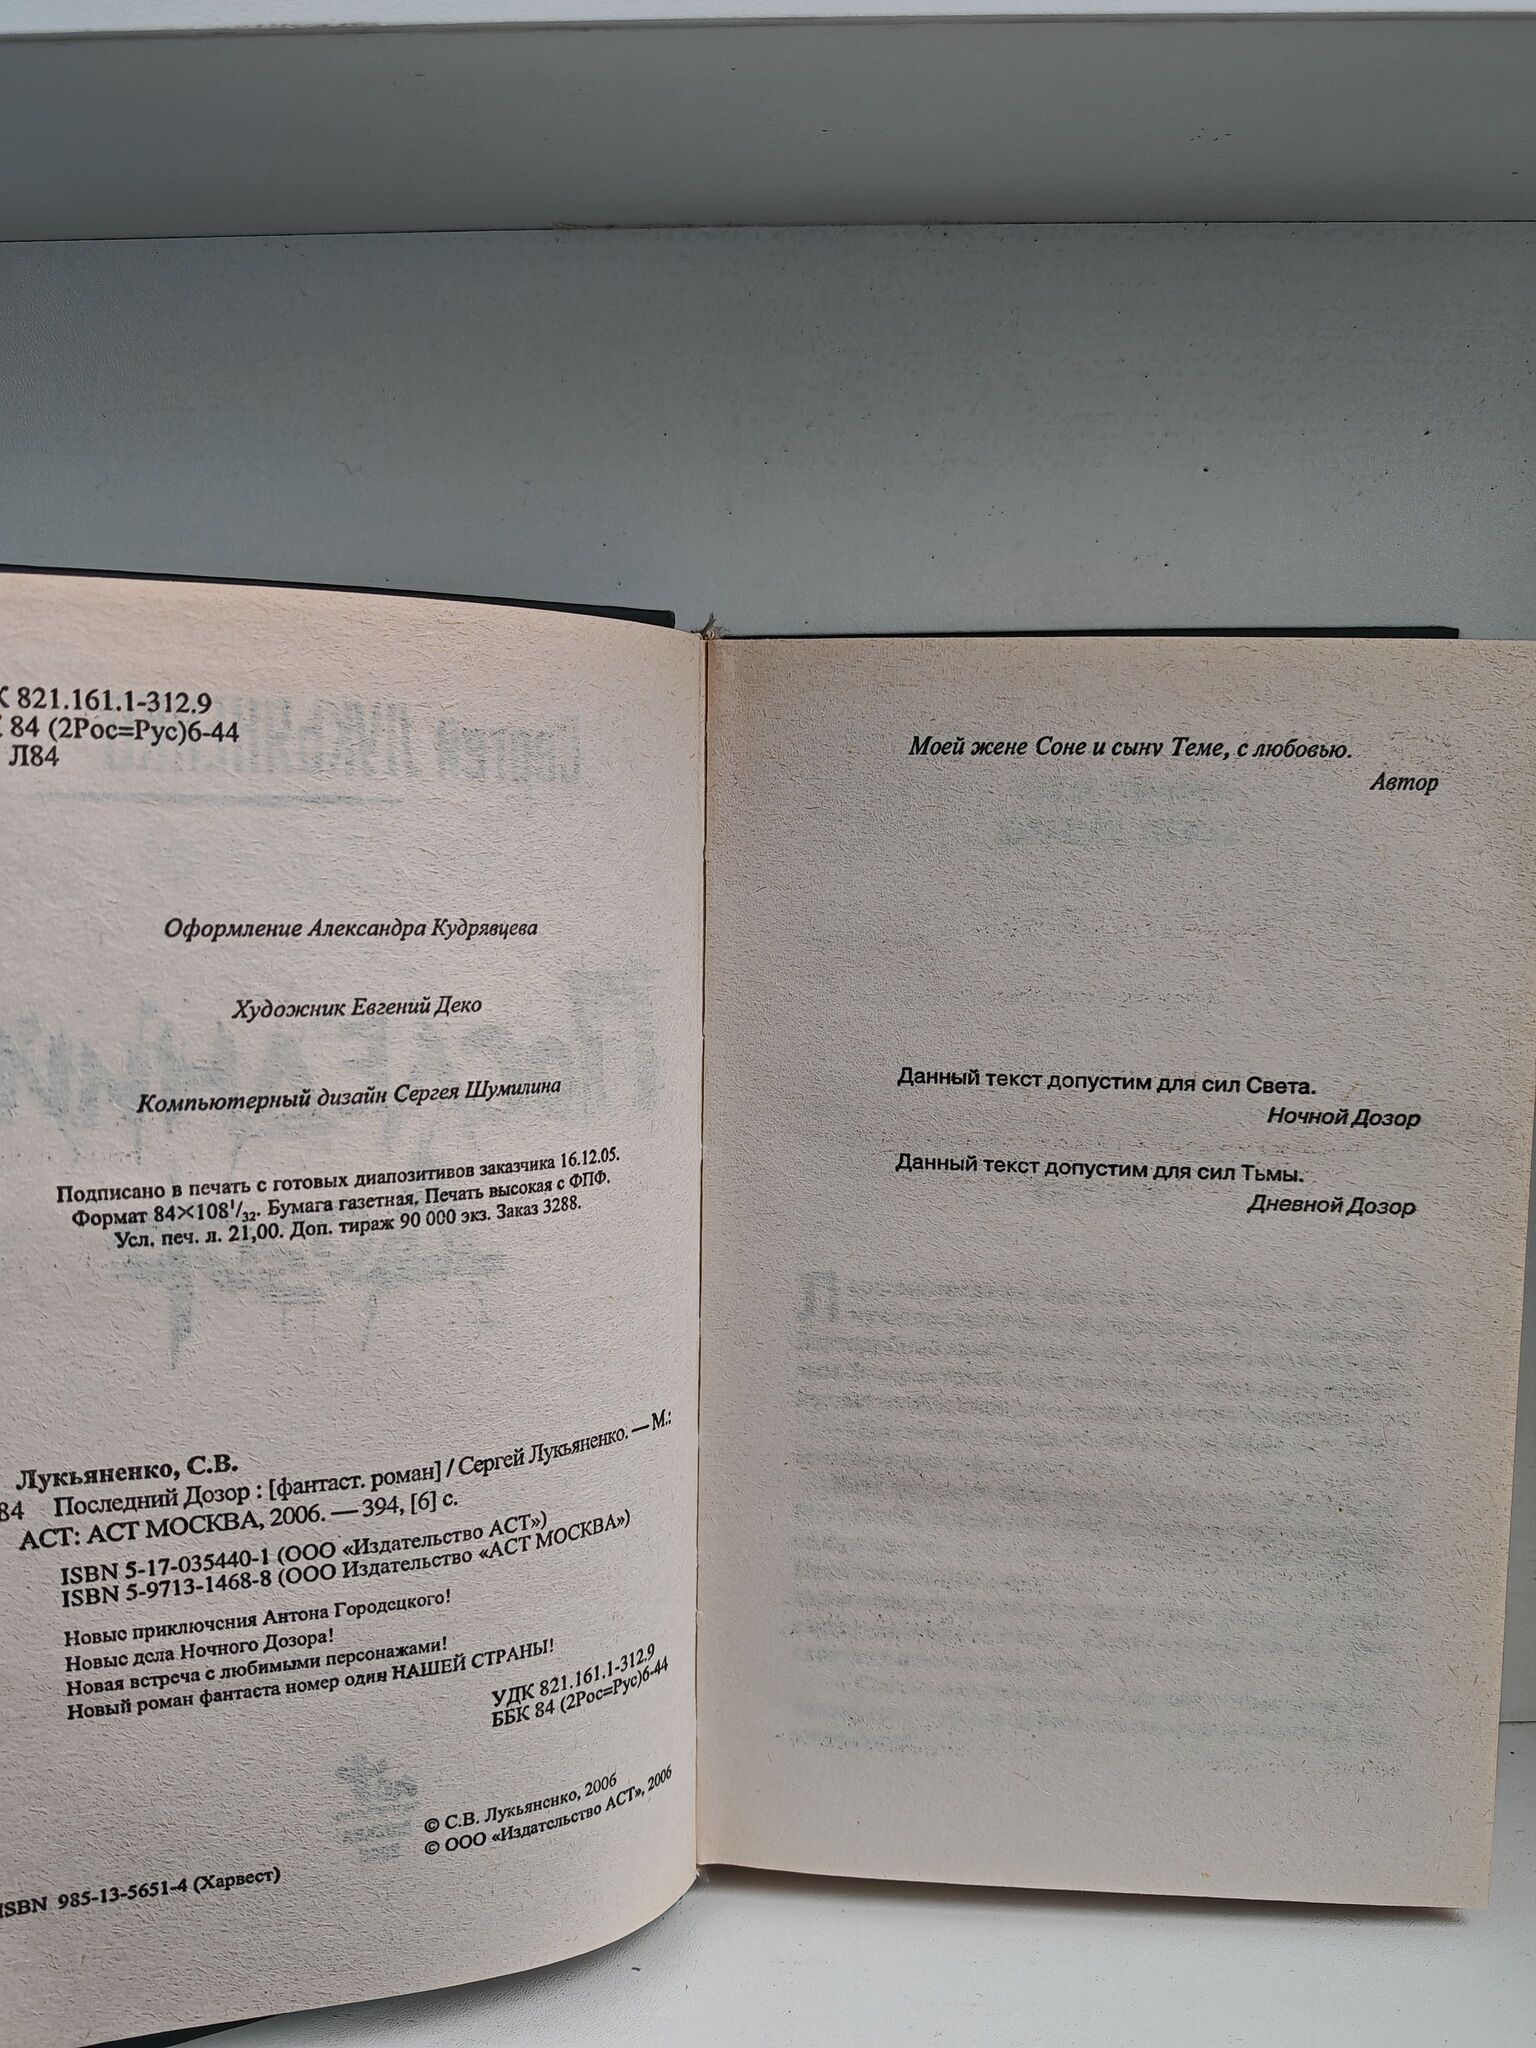 821.161.1-312.9
84 (2Рос=Рус)6-44
Л84
Оформление Александра Кудрявцева
Художник Евгений Деко
Компьютерный дизайн Сергея Шумилина
Подписано в печать с готовых диапозитивов заказчика 16.12.05.
Формат 84×108 1/32. Бумага газетная. Печать высокая с ФПФ.
Усл. печ. л. 21,00. Доп. тираж 90 000 экз. Заказ 3288.
Лукьяненко, С.В.
84 Последний Дозор : [фантаст. роман] / Сергей Лукьяненко. — М.:
АСТ: АСТ МОСКВА, 2006. — 394, [6] с.
ISBN 5-17-035440-1 (ООО «Издательство АСТ»)
ISBN 5-9713-1468-8 (ООО Издательство «АСТ МОСКВА»)
Новые приключения Антона Городецкого!
Новые дела Ночного Дозора!
Новая встреча с любимыми персонажами!
Новый роман фантаста номер один НАШЕЙ СТРАНЫ!
УДК 821.161.1-312.9
ББК 84 (2Рос=Рус)6-44
© С.В. Лукьяненко, 2006
© ООО «Издательство АСТ», 2006
ISBN 985-13-5651-4 (Харвест)
Моей жене Соне и сыну Теме, с любовью.
Автор
Данный текст допустим для сил Света.
Ночной Дозор
Данный текст допустим для сил Тьмы.
Дневной Дозор